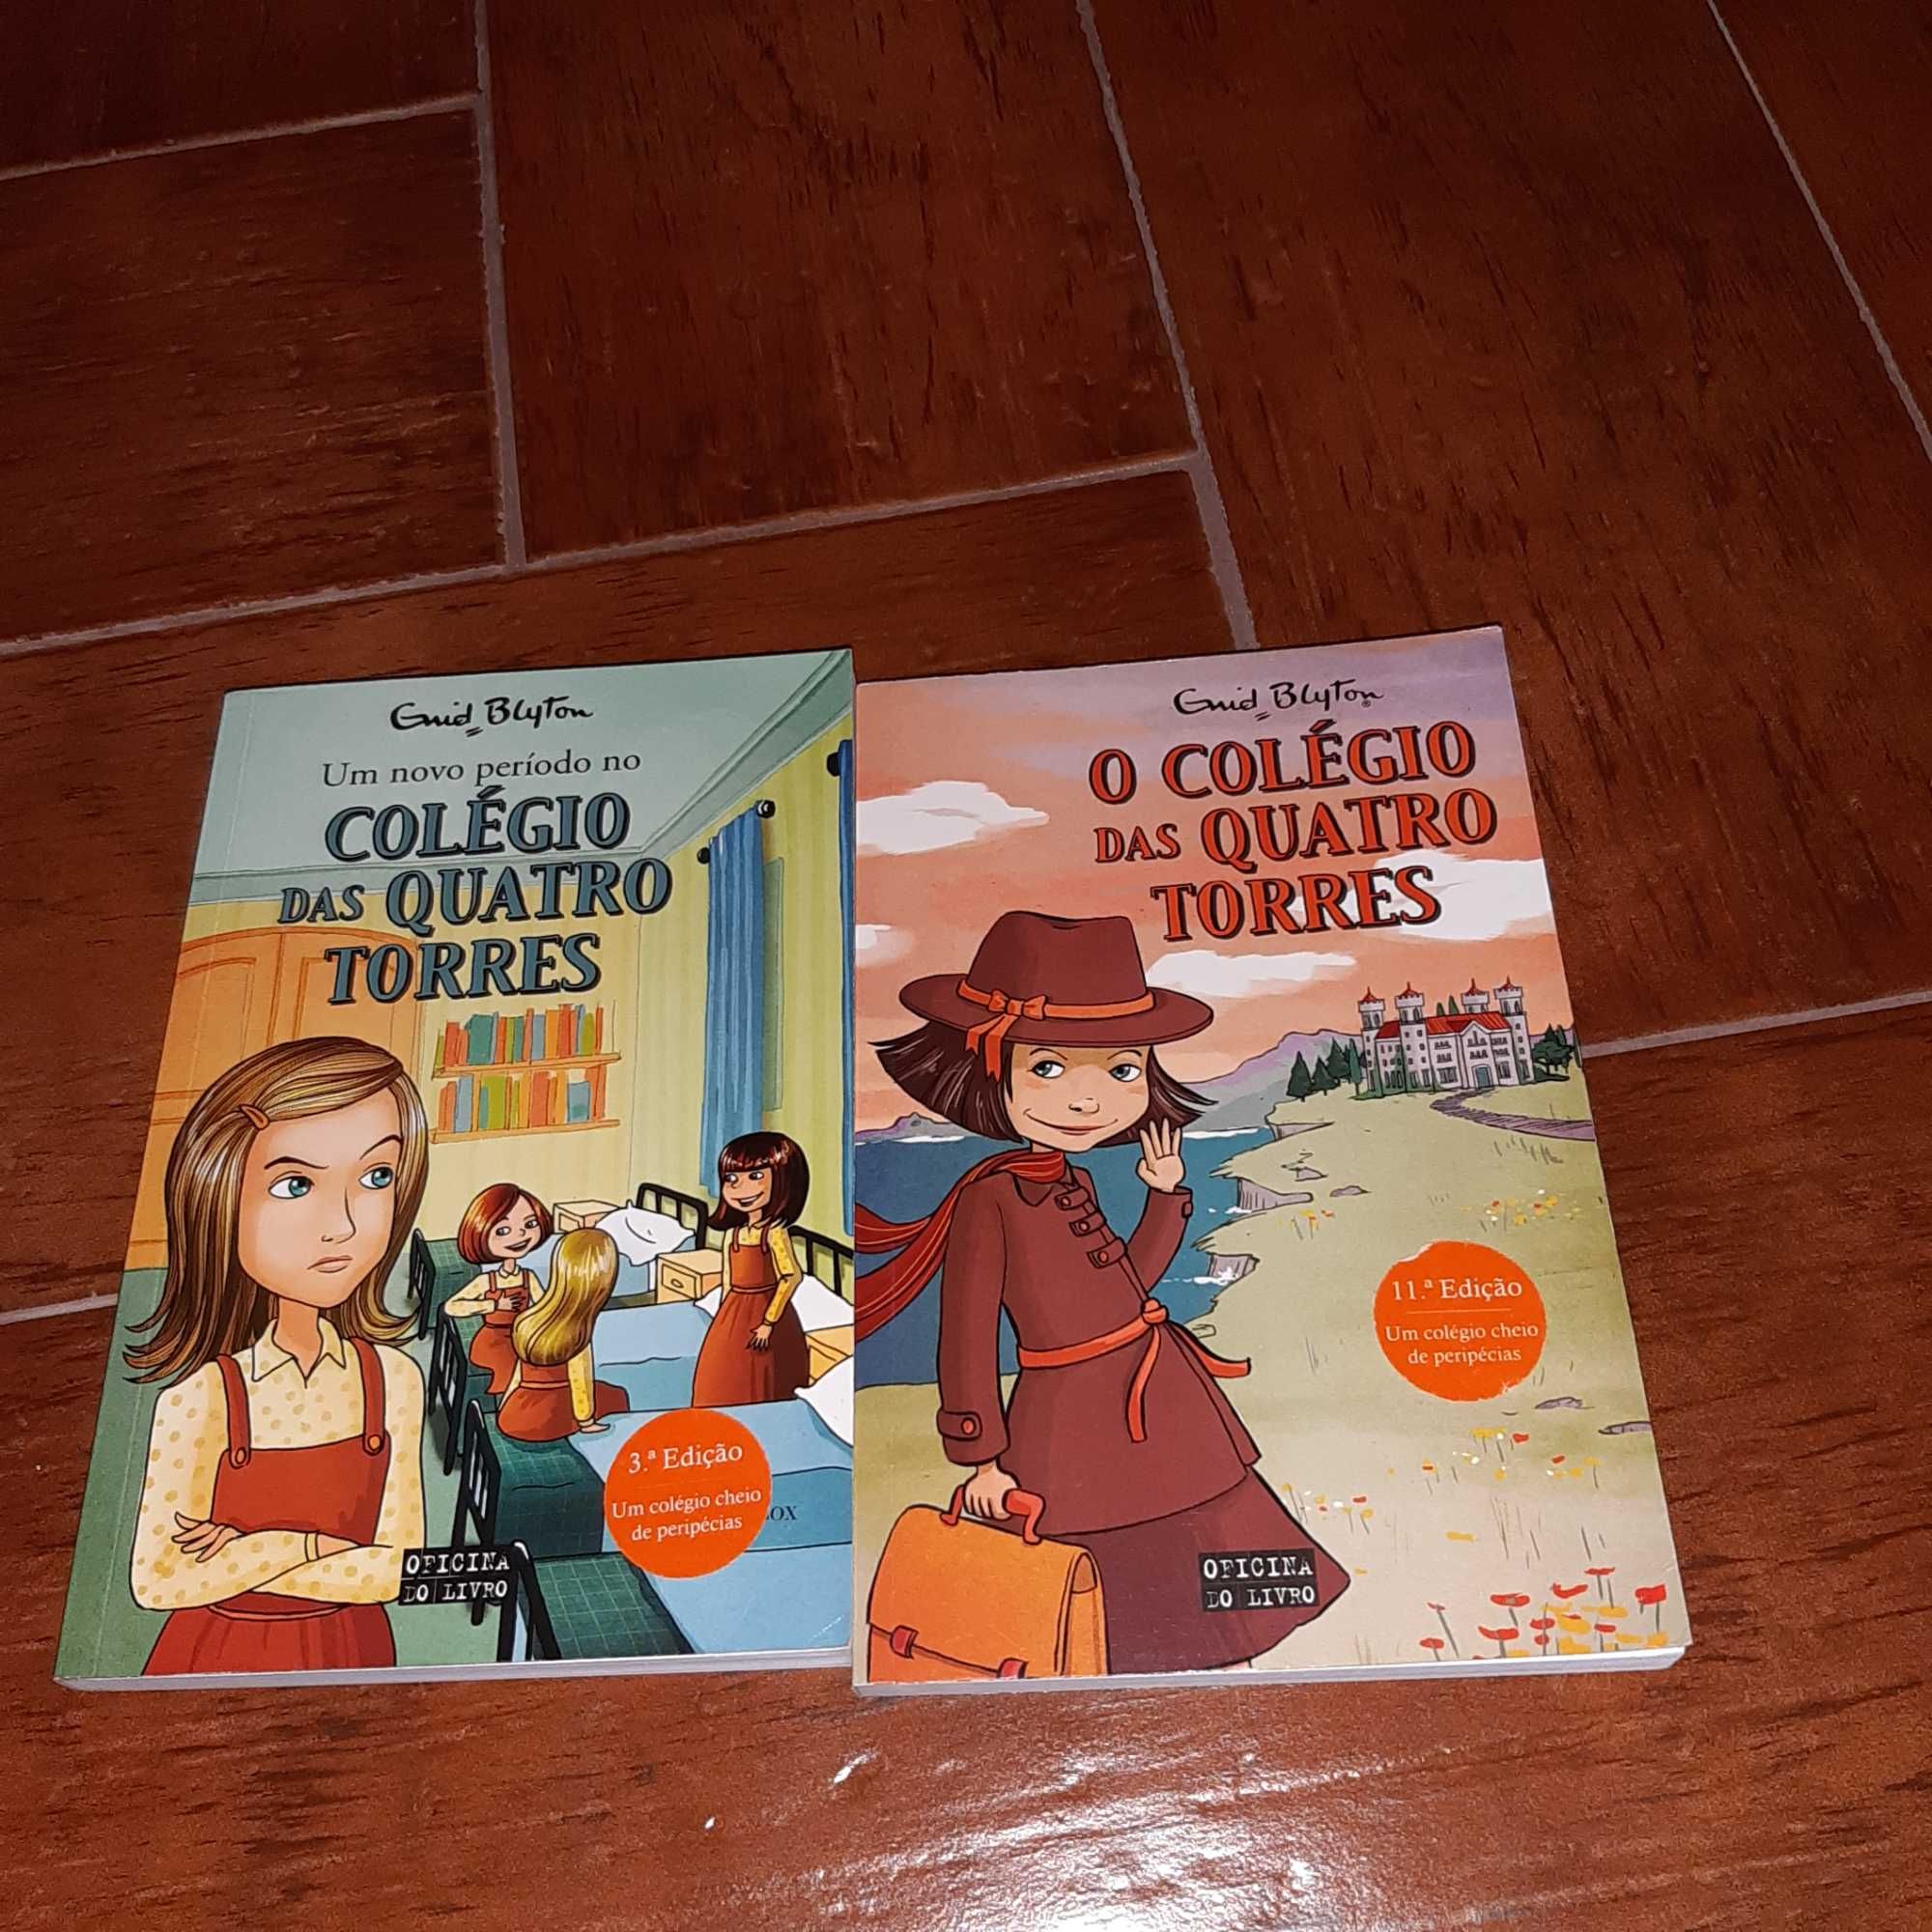 Enid Blyton
Um novo período no
COLÉGIO
DAS QUATRO
TORRES
3.ª Edição
Um colégio cheio
de peripécias
OFICINA
DO LIVRO
Enid Blyton®
O COLÉGIO
DAS QUATRO
TORRES
11.ª Edição
Um colégio cheio
de peripécias
OFICINA
DO LIVRO